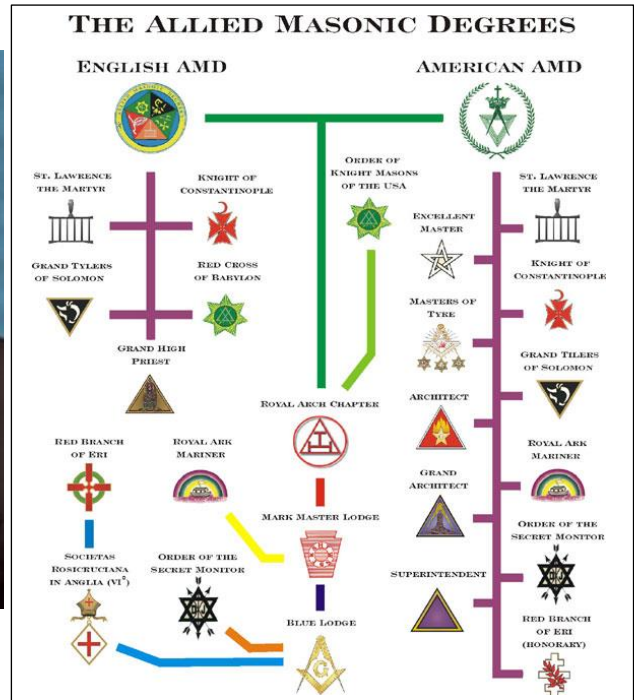 THE ALLIED MASONIC DEGREES
ENGLISH AMD
AMERICAN AMD
ST. LAWRENCE
THE MARTYR
KNIGHT OF
CONSTANTINOPLE
GRAND TYLERS
OF SOLOMON
RED CROSS
OF BABYLON
GRAND HIGH
PRIEST
ORDER OF
KNIGHT MASONS
OF THE USA
ROYAL ARCH CHAPTER
RED BRANCH
OF ERI
ROYAL ARK
MARINER
MARK MASTER LODGE
SOCIETAS
ROSICRUCIANA
IN ANGLIA (VI°)
ORDER OF THE
SECRET MONITOR
BLUE LODGE
G
EXCELLENT
MASTER
MASTERS OF
TYRE
ARCHITECT
GRAND
ARCHITECT
SUPERINTENDENT
ST. LAWRENCE
THE MARTYR
KNIGHT OF
CONSTANTINOPLE
GRAND TILERS
OF SOLOMON
ROYAL ARK
MARINER
ORDER OF THE
SECRET MONITOR
RED BRANCH
OF ERI
(HONORARY)